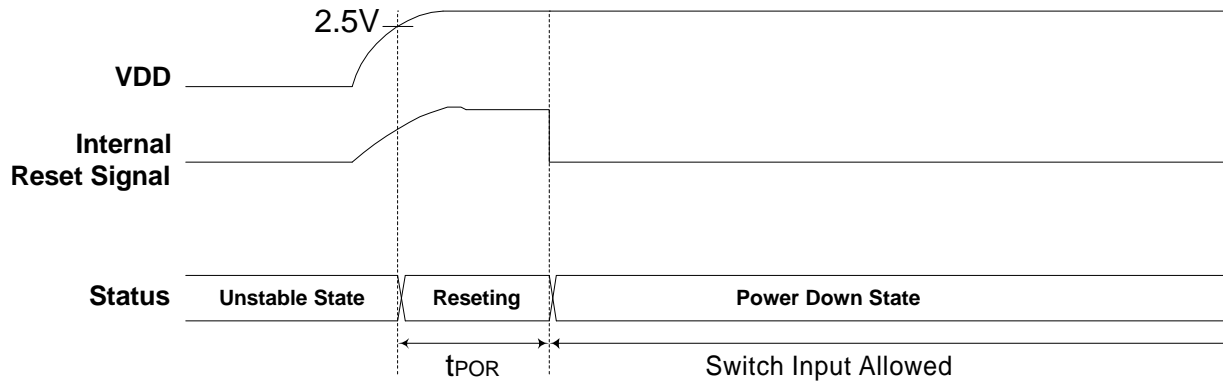 2.5V
VDD
Internal
Reset Signal
Status
Unstable State
Reseting
Power Down State
tPOR
Switch Input Allowed